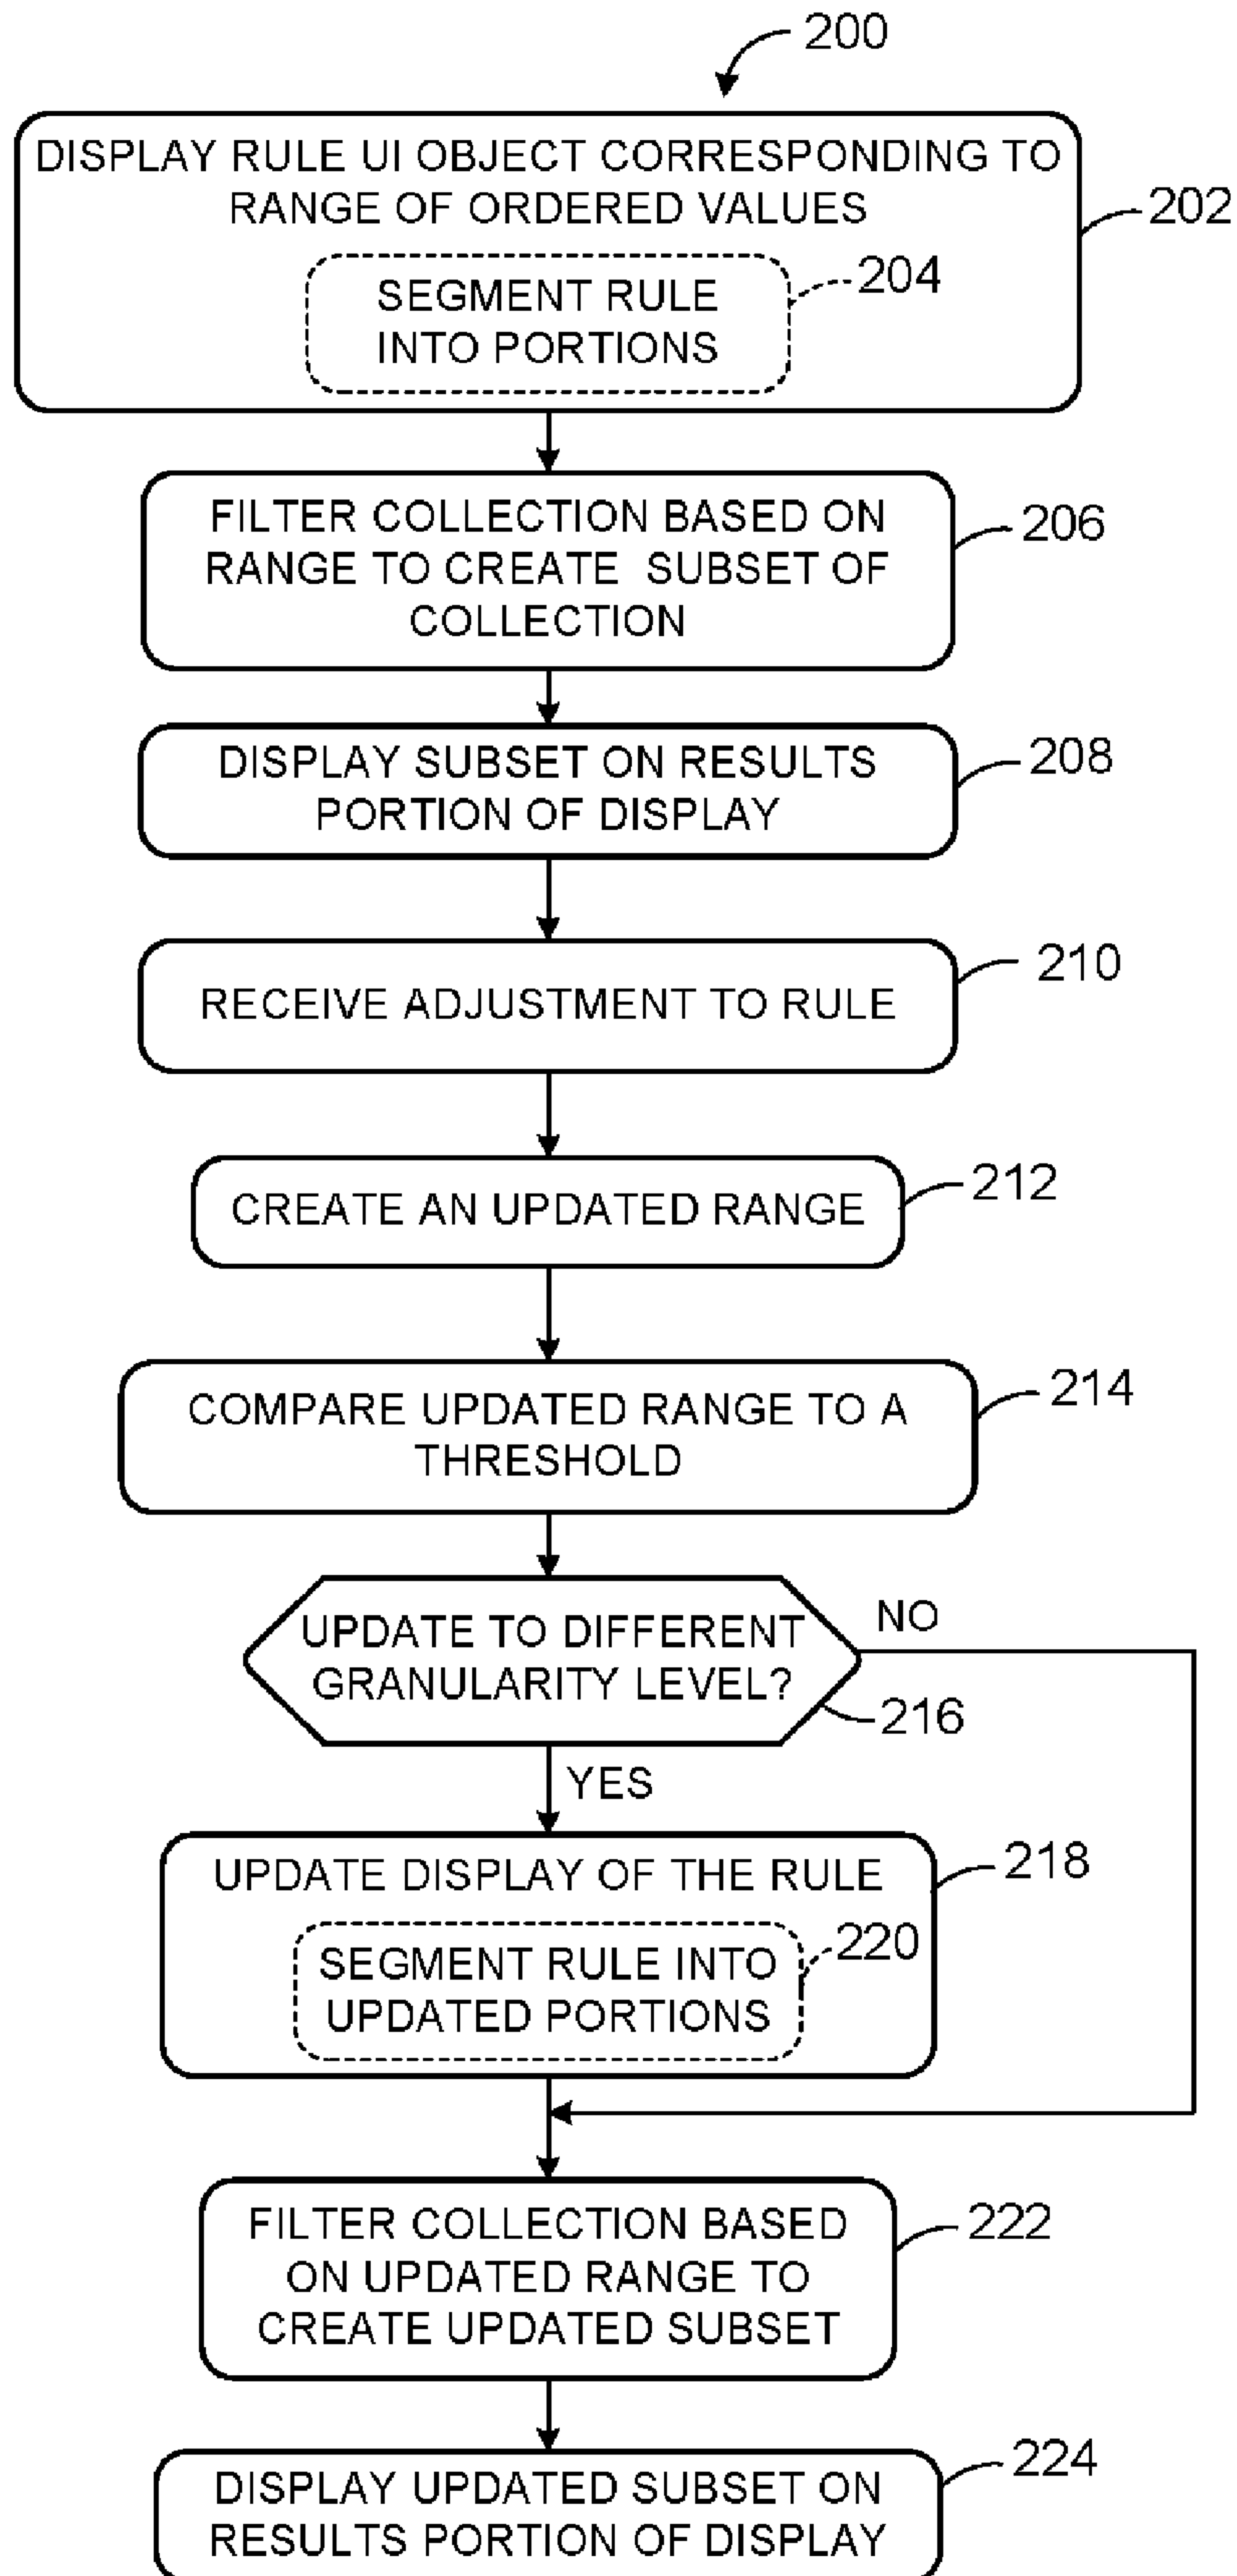 200
DISPLAY RULE UI OBJECT CORRESPONDING TO
RANGE OF ORDERED VALUES
202
SEGMENT RULE
INTO PORTIONS
204
FILTER COLLECTION BASED ON
RANGE TO CREATE SUBSET OF
COLLECTION
206
DISPLAY SUBSET ON RESULTS
PORTION OF DISPLAY
208
RECEIVE ADJUSTMENT TO RULE
210
CREATE AN UPDATED RANGE
212
COMPARE UPDATED RANGE TO A
THRESHOLD
214
UPDATE TO DIFFERENT
GRANULARITY LEVEL?
NO
216
YES
UPDATE DISPLAY OF THE RULE
218
SEGMENT RULE INTO
UPDATED PORTIONS
220
FILTER COLLECTION BASED
ON UPDATED RANGE TO
CREATE UPDATED SUBSET
222
DISPLAY UPDATED SUBSET ON
RESULTS PORTION OF DISPLAY
224